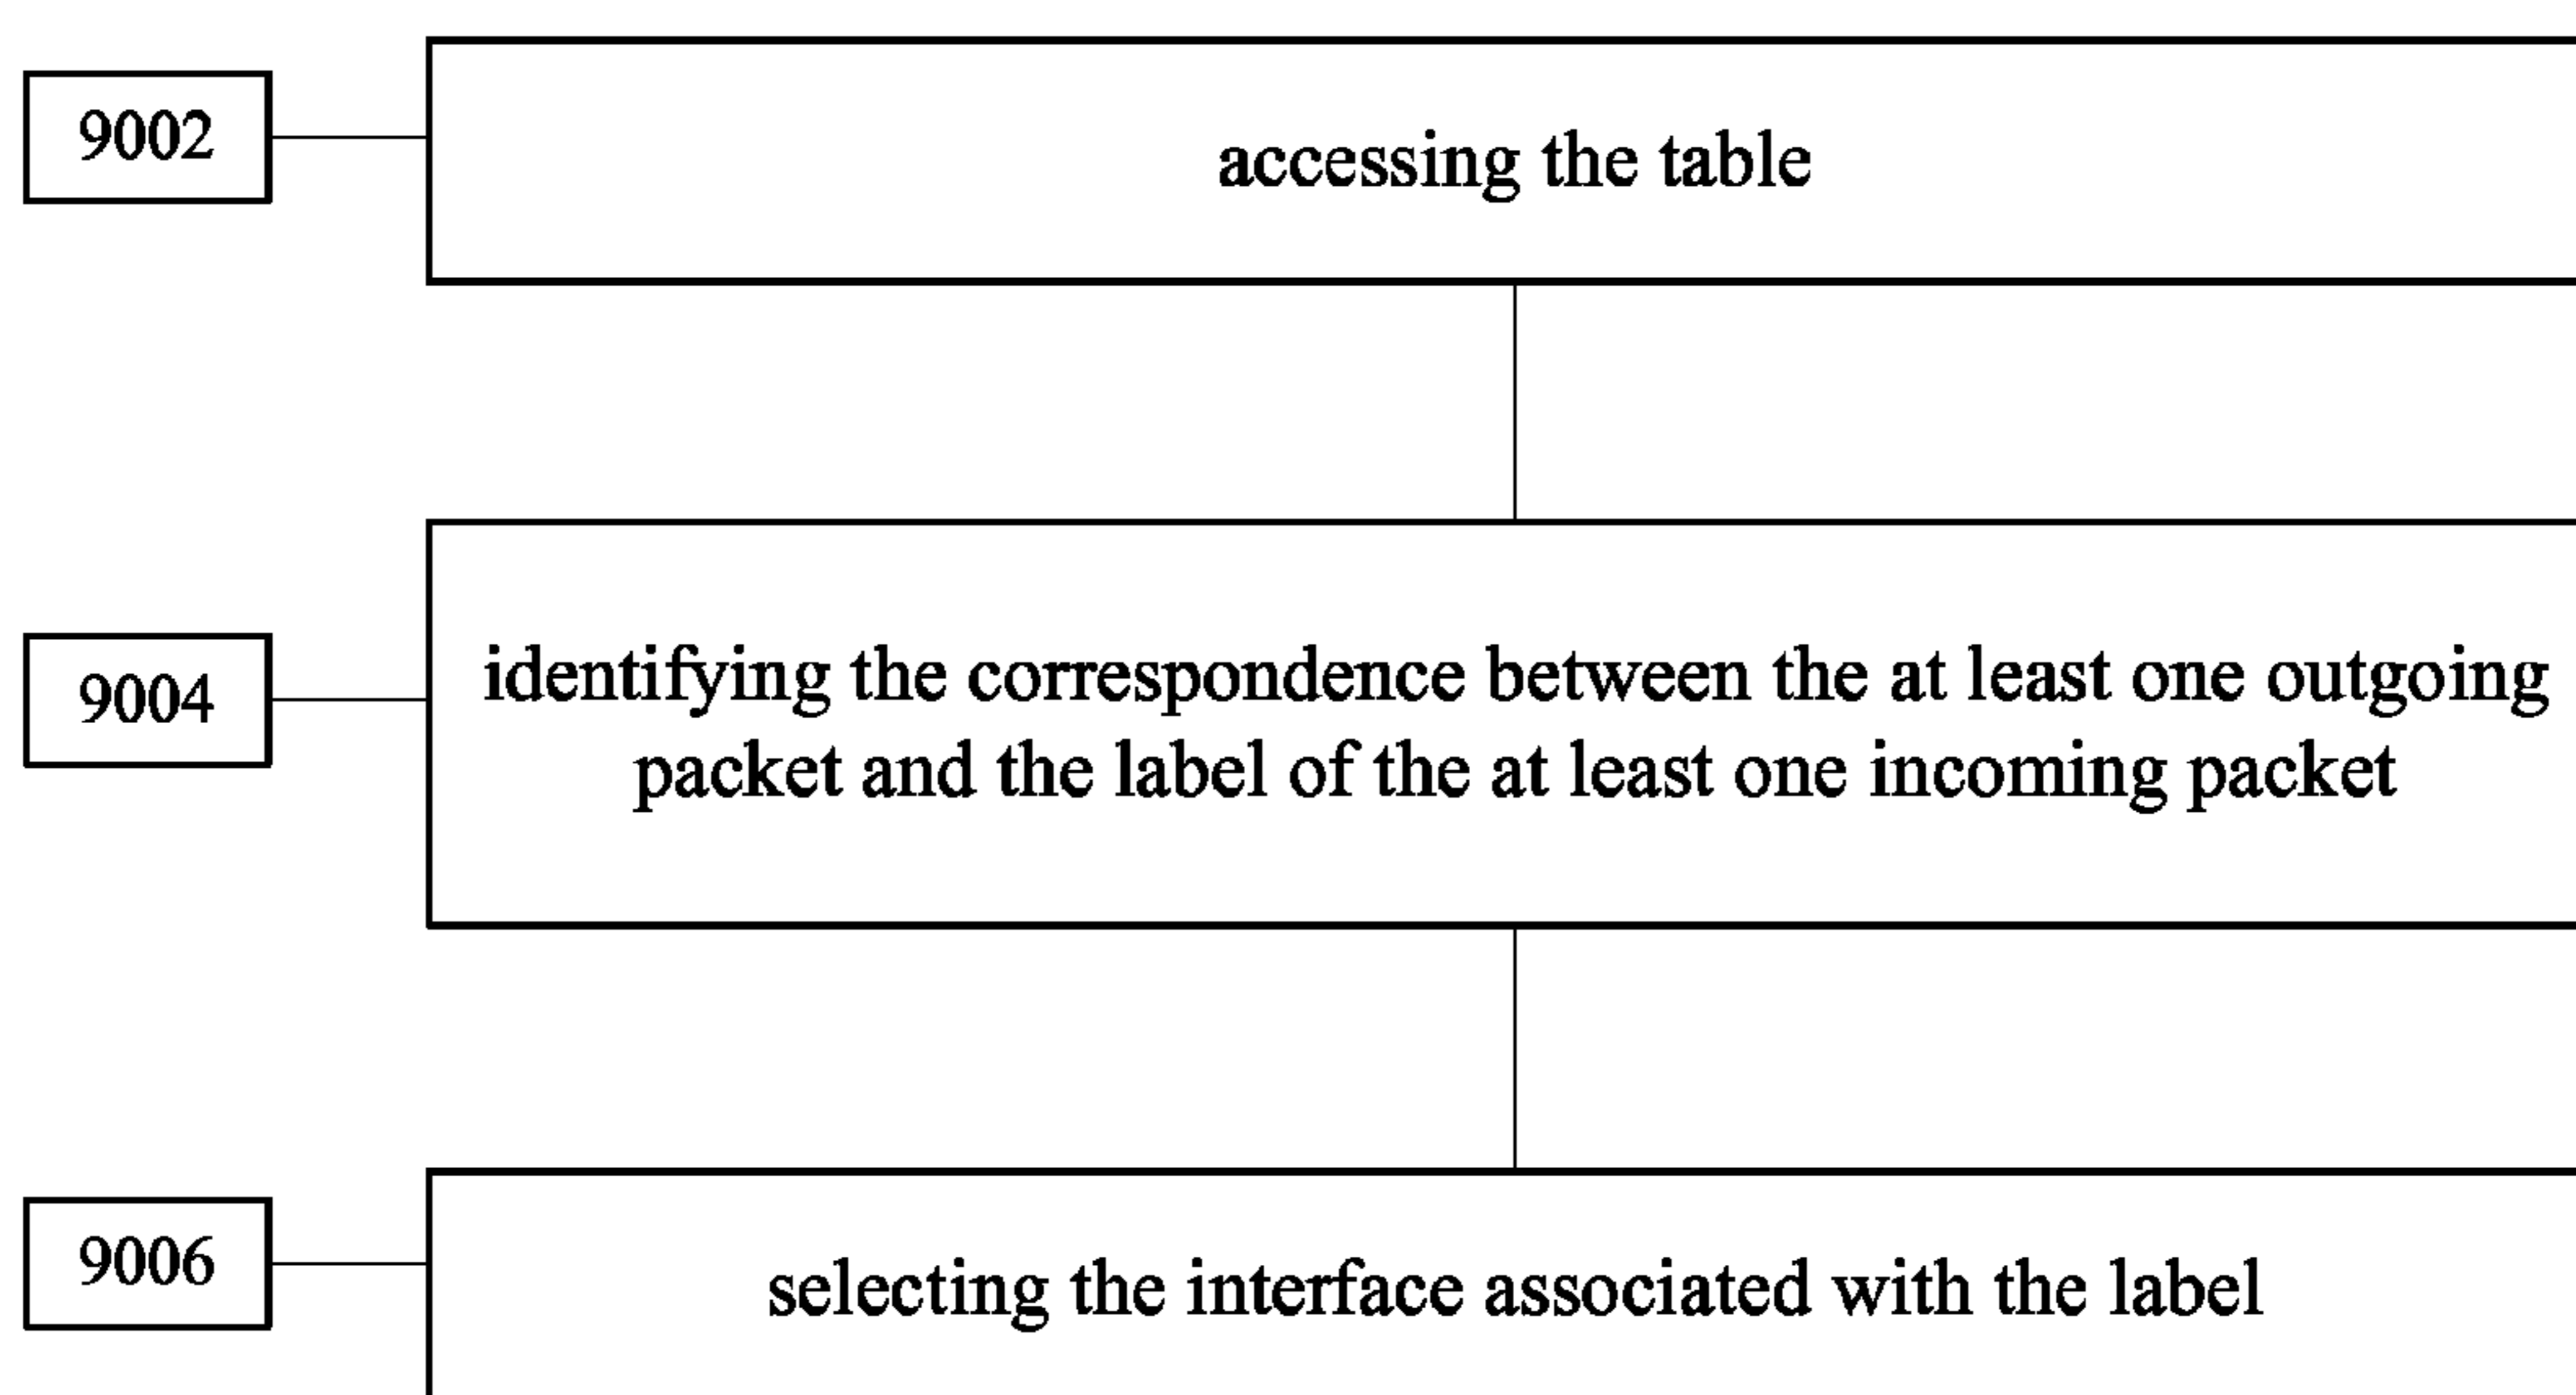 9002
accessing the table
9004
identifying the correspondence between the at least one outgoing
packet and the label of the at least one incoming packet
9006
selecting the interface associated with the label